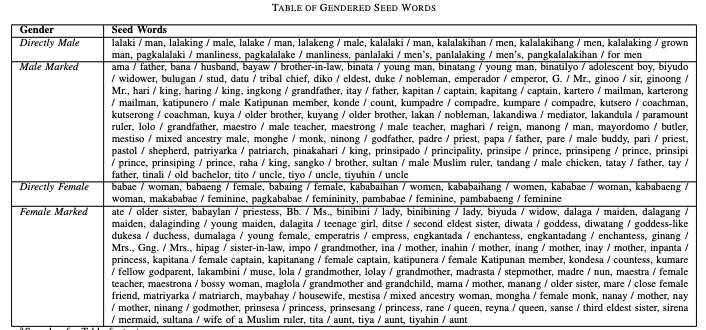 TABLE OF GENDERED SEED WORDS
Gender Seed Words
Directly Male lalaki / man, lalaking / male, lalake / man, lalakeng / male, kalalaki / man, kalalakihan / men, kalalakihang / men, kalalaking / grown
man, pagkalalaki / manliness, pagkalalake / manliness, panlalaki / men's, panlalaking / men's, pangkalalakihan / for men
Male Marked ama / father, bana / husband, bayaw / brother-in-law, binata / young man, binatang / young man, binatilyo / adolescent boy, biyudo
/ widower, bulugan / stud, datu / tribal chief, diko / eldest, duke / nobleman, emperador / emperor, G. / Mr., ginoo / sir, ginoong /
Mr., hari / king, haring / king, ingkong / grandfather, itay / father, kapitan / captain, kapitang / captain, kartero / mailman, karterong
/ mailman, katipunero / male Katipunan member, konde / count, kumpadre / compadre, kumpare / compadre, kutsero / coachman,
kutserong / coachman, kuya / older brother, kuyang / older brother, lakan / nobleman, lakandiwa / mediator, lakandula / paramount
ruler, lolo / grandfather, maestro / male teacher, maestrong / male teacher, maghari / reign, manong / man, mayordomo / butler,
mestiso / mixed ancestry male, monghe / monk, ninong / godfather, padre / priest, papa / father, pare / male buddy, pari / priest,
pastol / shepherd, patriyarka / patriarch, pinakahari / king, prinsipado / principality, prinsipe / prince, prinsipeng / prince, prinsipi
/ prince, prinsiping / prince, raha / king, sangko / brother, sultan / male Muslim ruler, tandang / male chicken, tatay / father, tay /
father, tinali / old bachelor, tito / uncle, tiyo / uncle, tiyuhin / uncle
Directly Female babae / woman, babaeng / female, babaing / female, kababaihan / women, kababaihang / women, kababae / woman, kababaeng /
woman, makababae / feminine, pagkababae / femininity, pambabae / feminine, pambabaeng / feminine
Female Marked ate / older sister, babaylan / priestess, Bb. / Ms., binibini / lady, binibining / lady, biyuda / widow, dalaga / maiden, dalagang /
maiden, dalaginding / young maiden, dalagita / teenage girl, ditse / second eldest sister, diwata / goddess, diwatang / goddess-like
dukesa / duchess, dumalaga / young female, emperatris / empress, engkantada / enchantress, engkantadang / enchantress, ginang /
Mrs., Gng. / Mrs., hipag / sister-in-law, impo / grandmother, ina / mother, inahin / mother, inang / mother, inay / mother, inpanta /
princess, kapitana / female captain, kapitanang / female captain, katipunera / female Katipunan member, kondesa / countess, kumare
/ fellow godparent, lakambini / muse, lola / grandmother, lolay / grandmother, madrasta / stepmother, madre / nun, maestra / female
teacher, maestrona / bossy woman, maglola / grandmother and grandchild, mama / mother, manang / older sister, mare / close female
friend, matriyarka / matriarch, maybahay / housewife, mestisa / mixed ancestry woman, mongha / female monk, nanay / mother, nay
/ mother, ninang / godmother, prinsesa / princess, prinsesang / princess, rane / queen, reyna / queen, sanse / third eldest sister, sirena
/ mermaid, sultana / wife of a Muslim ruler, tita / aunt, tiya / aunt, tiyahin / aunt